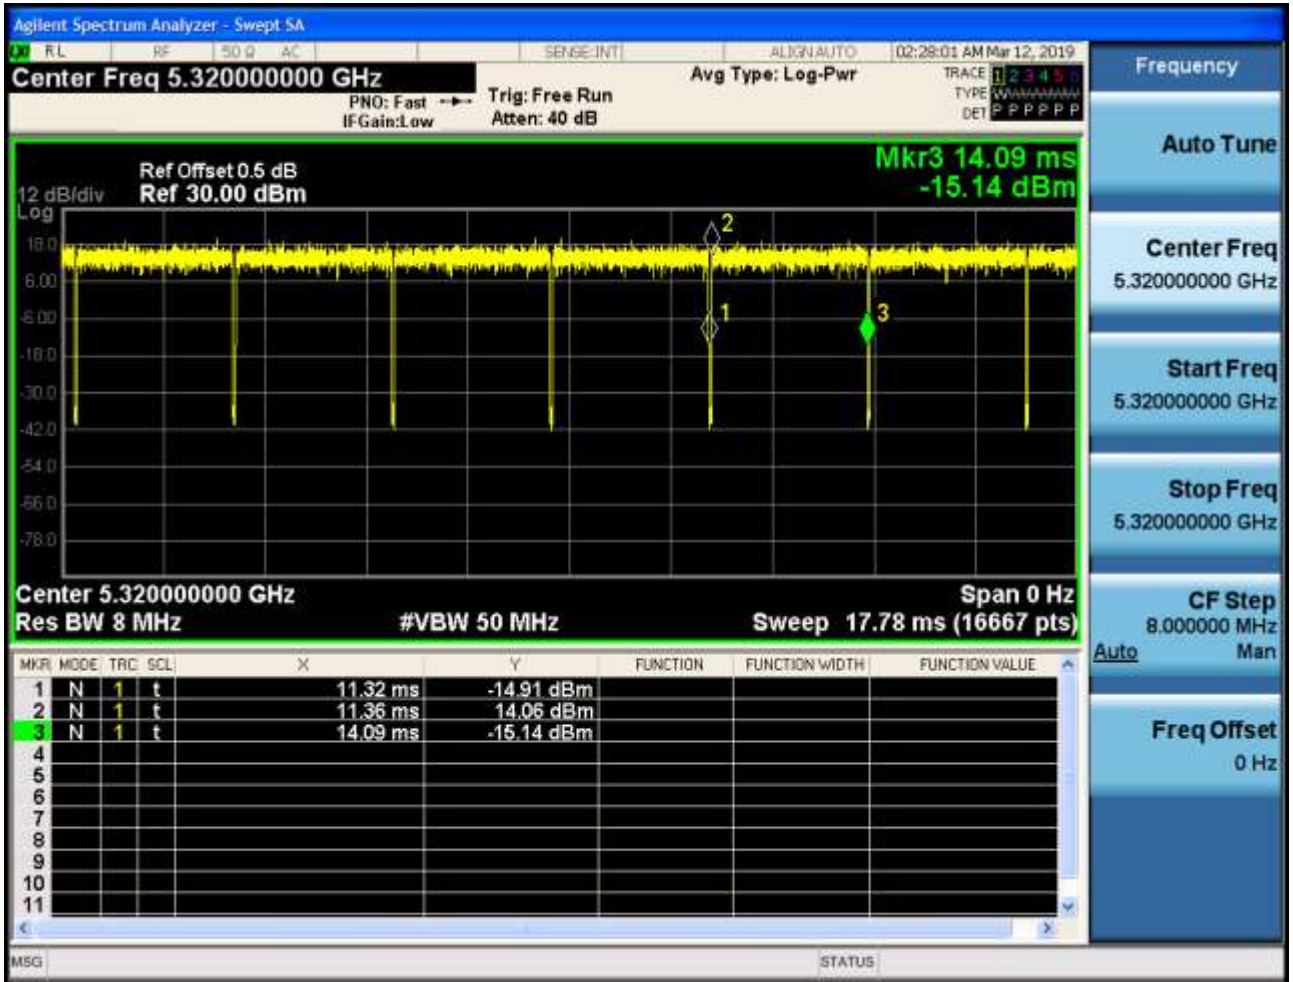 Agilent Spectrum Analyzer - Swept SA
RL RF 50 Ω AC SENSE:INT ALIGNAUTO 02:28:01 AM Mar 12, 2019
Center Freq 5.320000000 GHz
PNO: Fast
IFGain:Low
Trig: Free Run
Atten: 40 dB
Avg Type: Log-Pwr
TRACE 1 2 3 4 5 6
TYPE
DET P P P P P P
Mkr3 14.09 ms
-15.14 dBm
Ref Offset 0.5 dB
12 dB/div Ref 30.00 dBm
Log
18.0
6.00
-6.00
-18.0
-30.0
-42.0
-54.0
-66.0
-78.0
2
1
3
Center 5.320000000 GHz Span 0 Hz
Res BW 8 MHz #VBW 50 MHz Sweep 17.78 ms (16667 pts)
MKR MODE TRC SCL X Y FUNCTION FUNCTION WIDTH FUNCTION VALUE
1 N 1 t 11.32 ms -14.91 dBm
2 N 1 t 11.36 ms 14.06 dBm
3 N 1 t 14.09 ms -15.14 dBm
4
5
6
7
8
9
10
11
MSG STATUS
Frequency
Auto Tune
Center Freq
5.320000000 GHz
Start Freq
5.320000000 GHz
Stop Freq
5.320000000 GHz
CF Step
8.000000 MHz
Auto Man
Freq Offset
0 Hz